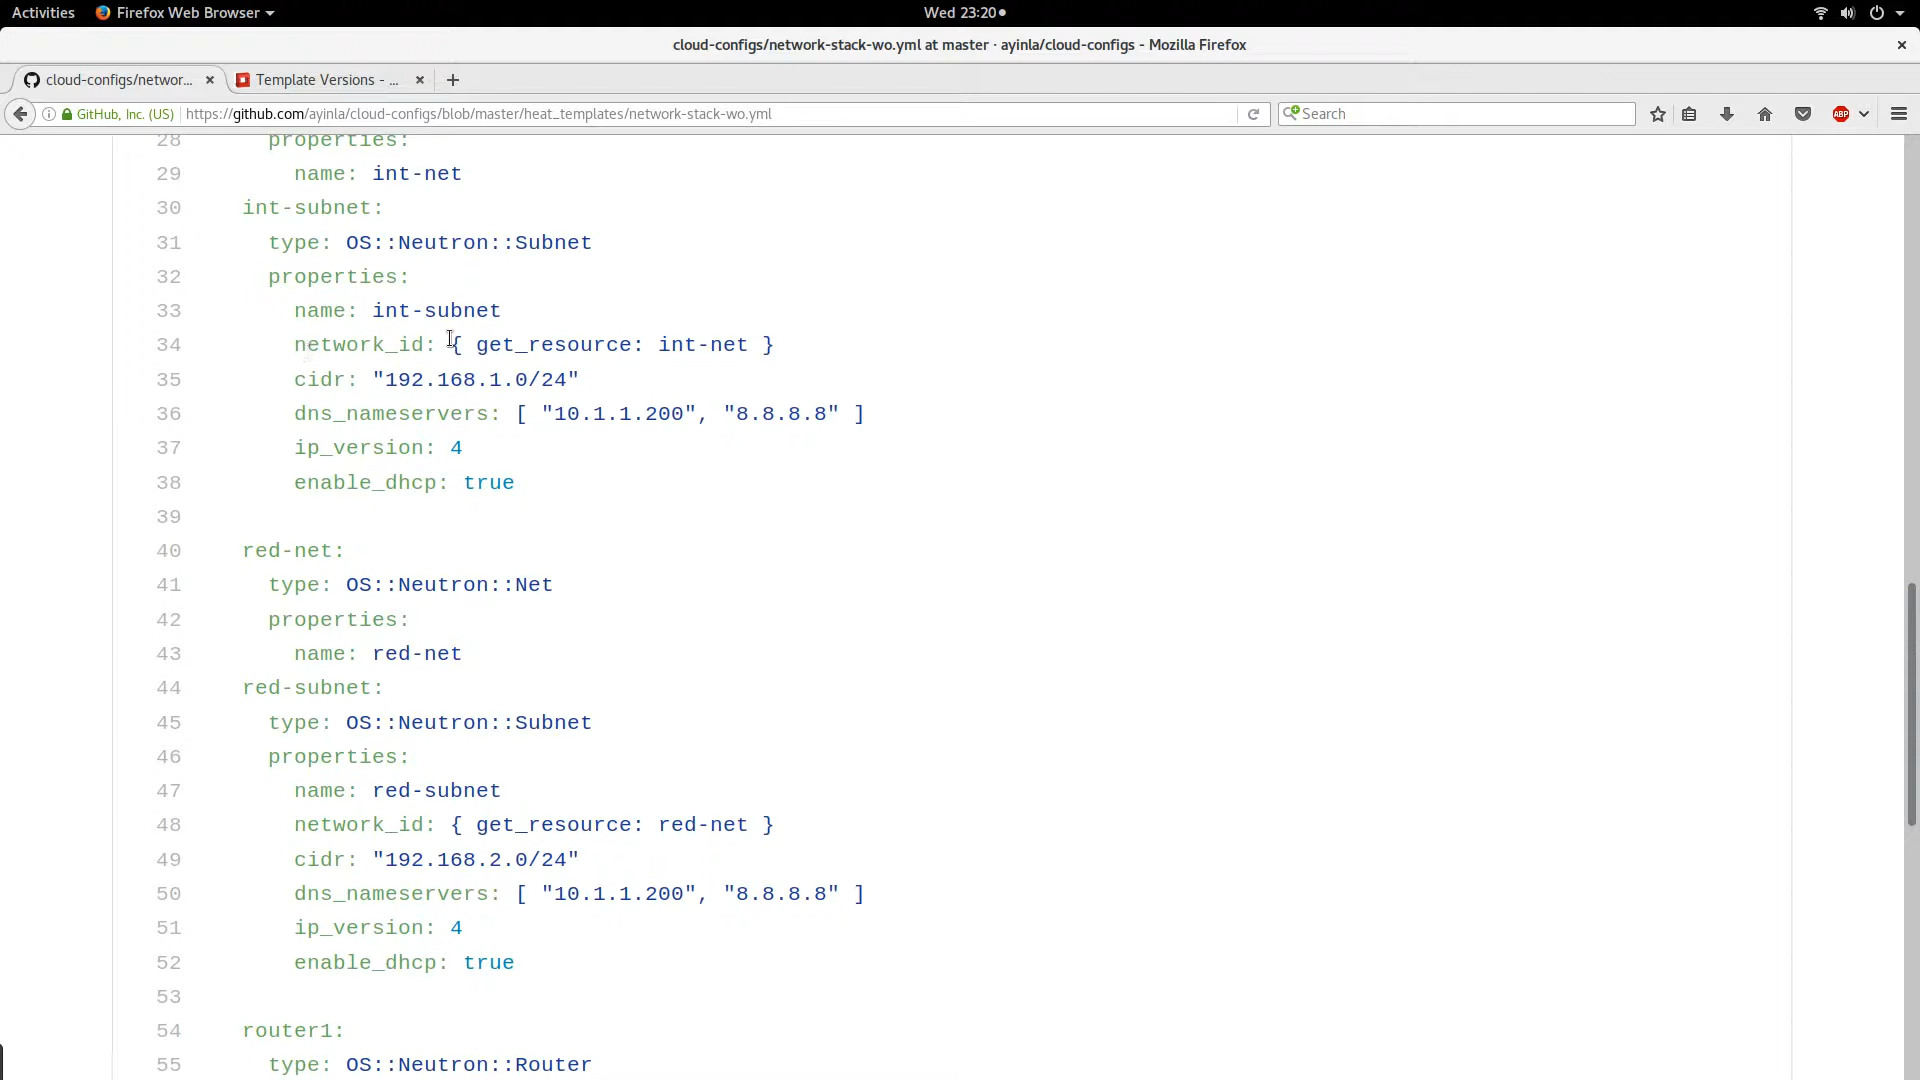 Activities Firefox Web Browser Wed 23:20
cloud-configs/network-stack-wo.yml at master · ayinla/cloud-configs - Mozilla Firefox
cloud-configs/networ... Template Versions - ...
GitHub, Inc. (US) https://github.com/ayinla/cloud-configs/blob/master/heat_templates/network-stack-wo.yml Search ABP
28 properties:
29 name: int-net
30 int-subnet:
31 type: OS::Neutron::Subnet
32 properties:
33 name: int-subnet
34 network_id: { get_resource: int-net }
35 cidr: "192.168.1.0/24"
36 dns_nameservers: [ "10.1.1.200", "8.8.8.8" ]
37 ip_version: 4
38 enable_dhcp: true
39
40 red-net:
41 type: OS::Neutron::Net
42 properties:
43 name: red-net
44 red-subnet:
45 type: OS::Neutron::Subnet
46 properties:
47 name: red-subnet
48 network_id: { get_resource: red-net }
49 cidr: "192.168.2.0/24"
50 dns_nameservers: [ "10.1.1.200", "8.8.8.8" ]
51 ip_version: 4
52 enable_dhcp: true
53
54 router1:
55 type: OS::Neutron::Router